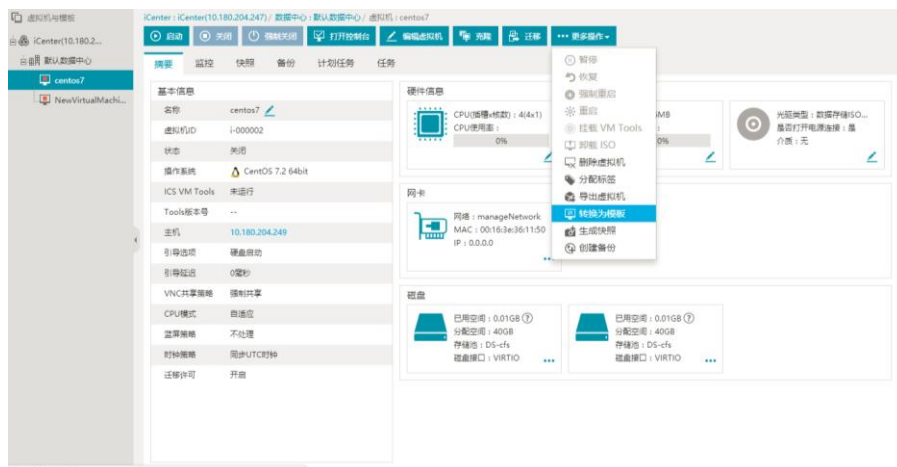 虚拟机与模板
iCenter(10.180.2...
默认数据中心
centos7
NewVirtualMachi...
iCenter : iCenter(10.180.204.247)/ 数据中心 : 默认数据中心/ 虚拟机 : centos7
启动 关闭 强制关闭 打开控制台 编辑虚拟机 克隆 迁移 ••• 更多操作
摘要 监控 快照 备份 计划任务 任务
基本信息
名称 centos7
虚拟机ID i-000002
状态 关闭
操作系统 CentOS 7.2 64bit
ICS VM Tools 未运行
Tools版本号 --
主机 10.180.204.249
引导选项 硬盘启动
引导延迟 0毫秒
VNC共享策略 强制共享
CPU模式 自适应
蓝屏策略 不处理
时钟策略 同步UTC时钟
迁移许可 开启
硬件信息
CPU(插槽x核数) : 4(4x1)
CPU使用率 :
0%
6MB
:
0%
光驱类型 : 数据存储ISO...
是否打开电源连接 : 是
介质 : 无
暂停
恢复
强制重启
重启
挂载 VM Tools
卸载 ISO
删除虚拟机
分配标签
导出虚拟机
转换为模板
生成快照
创建备份
网卡
网络 : manageNetwork
MAC : 00:16:3e:36:11:50
IP : 0.0.0.0
磁盘
已用空间 : 0.01GB
分配空间 : 40GB
存储池 : DS-cfs
磁盘接口 : VIRTIO
已用空间 : 0.01GB
分配空间 : 40GB
存储池 : DS-cfs
磁盘接口 : VIRTIO